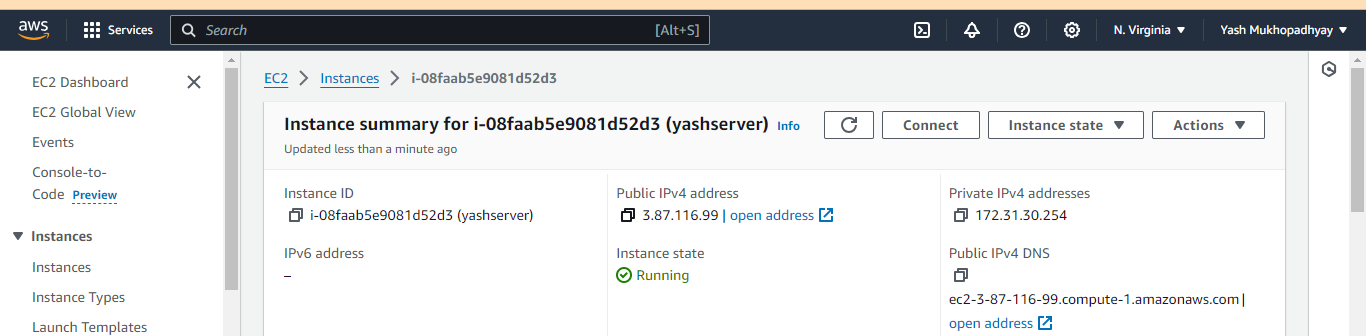 aws
Services
Search [Alt+S]
N. Virginia
Yash Mukhopadhyay
EC2 Dashboard
EC2 Global View
Events
Console-to-
Code Preview
Instances
Instances
Instance Types
Launch Templates
EC2 > Instances > i-08faab5e9081d52d3
Instance summary for i-08faab5e9081d52d3 (yashserver) Info
Updated less than a minute ago
Connect
Instance state
Actions
Instance ID
i-08faab5e9081d52d3 (yashserver)
IPv6 address
–
Public IPv4 address
3.87.116.99 | open address
Instance state
Running
Private IPv4 addresses
172.31.30.254
Public IPv4 DNS
ec2-3-87-116-99.compute-1.amazonaws.com |
open address